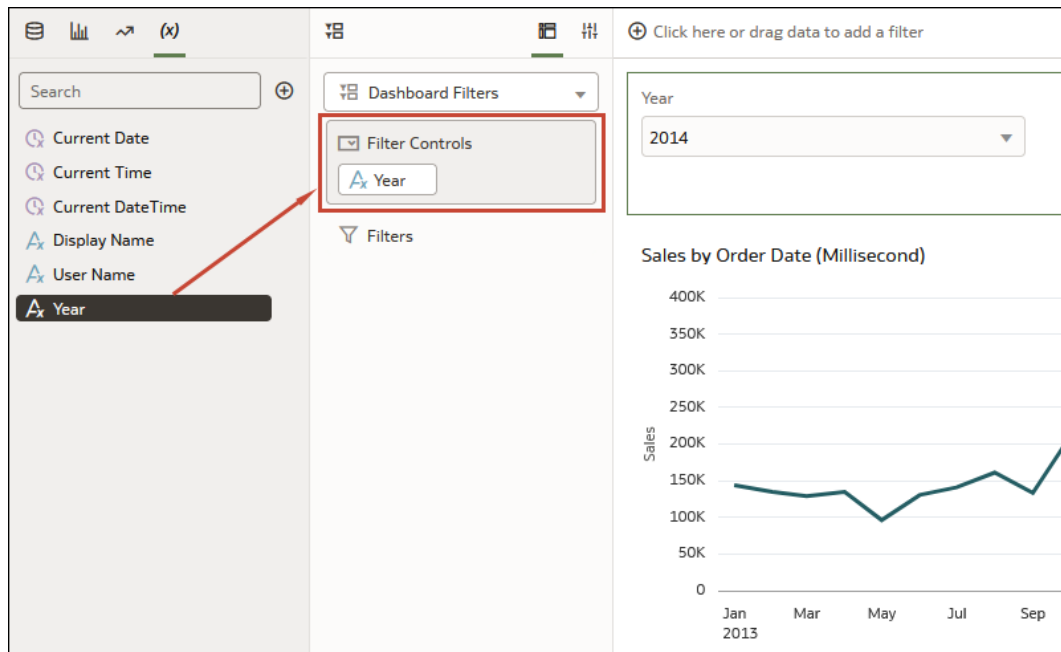 (x)
Search
Current Date
Current Time
Current DateTime
Display Name
User Name
Year
Dashboard Filters
Filter Controls
Year
Filters
Click here or drag data to add a filter
Year
2014
Sales by Order Date (Millisecond)
Sales
400K
350K
300K
250K
200K
150K
100K
50K
0
Jan Mar May Jul Sep
2013